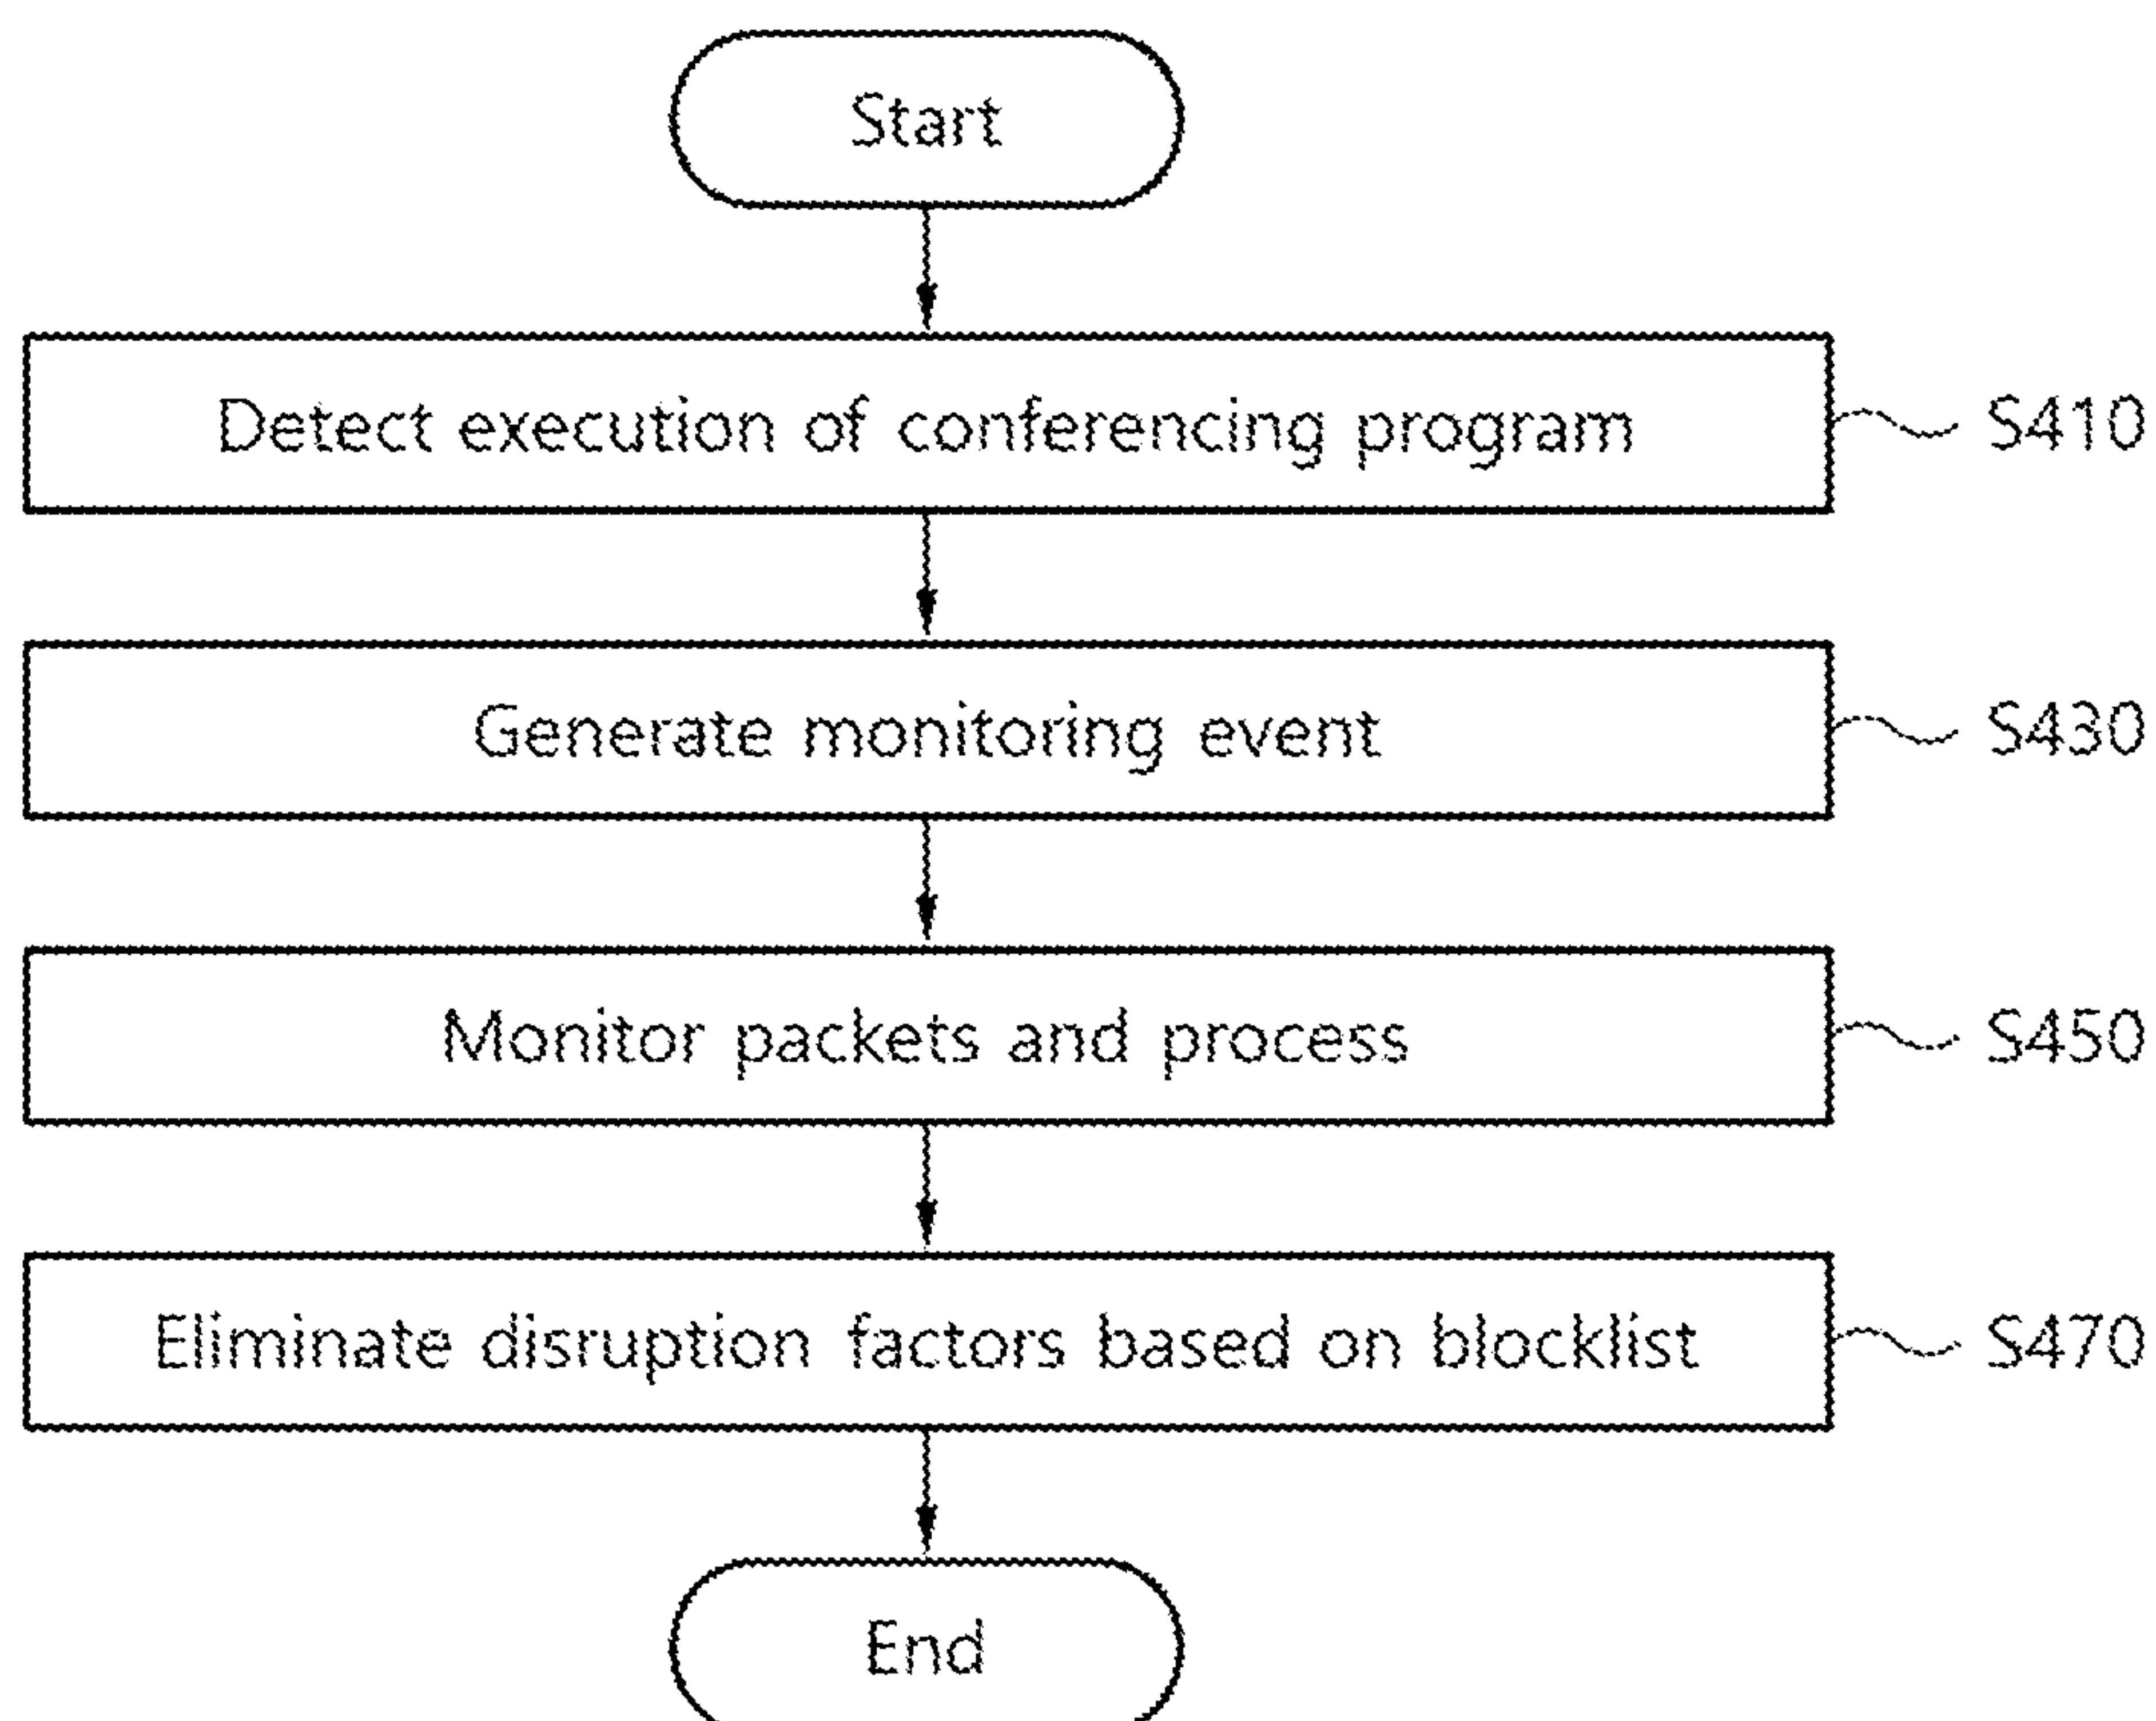 Start
Detect execution of conferencing program
S410
Generate monitoring event
S430
Monitor packets and process
S450
Eliminate disruption factors based on blocklist
S470
End